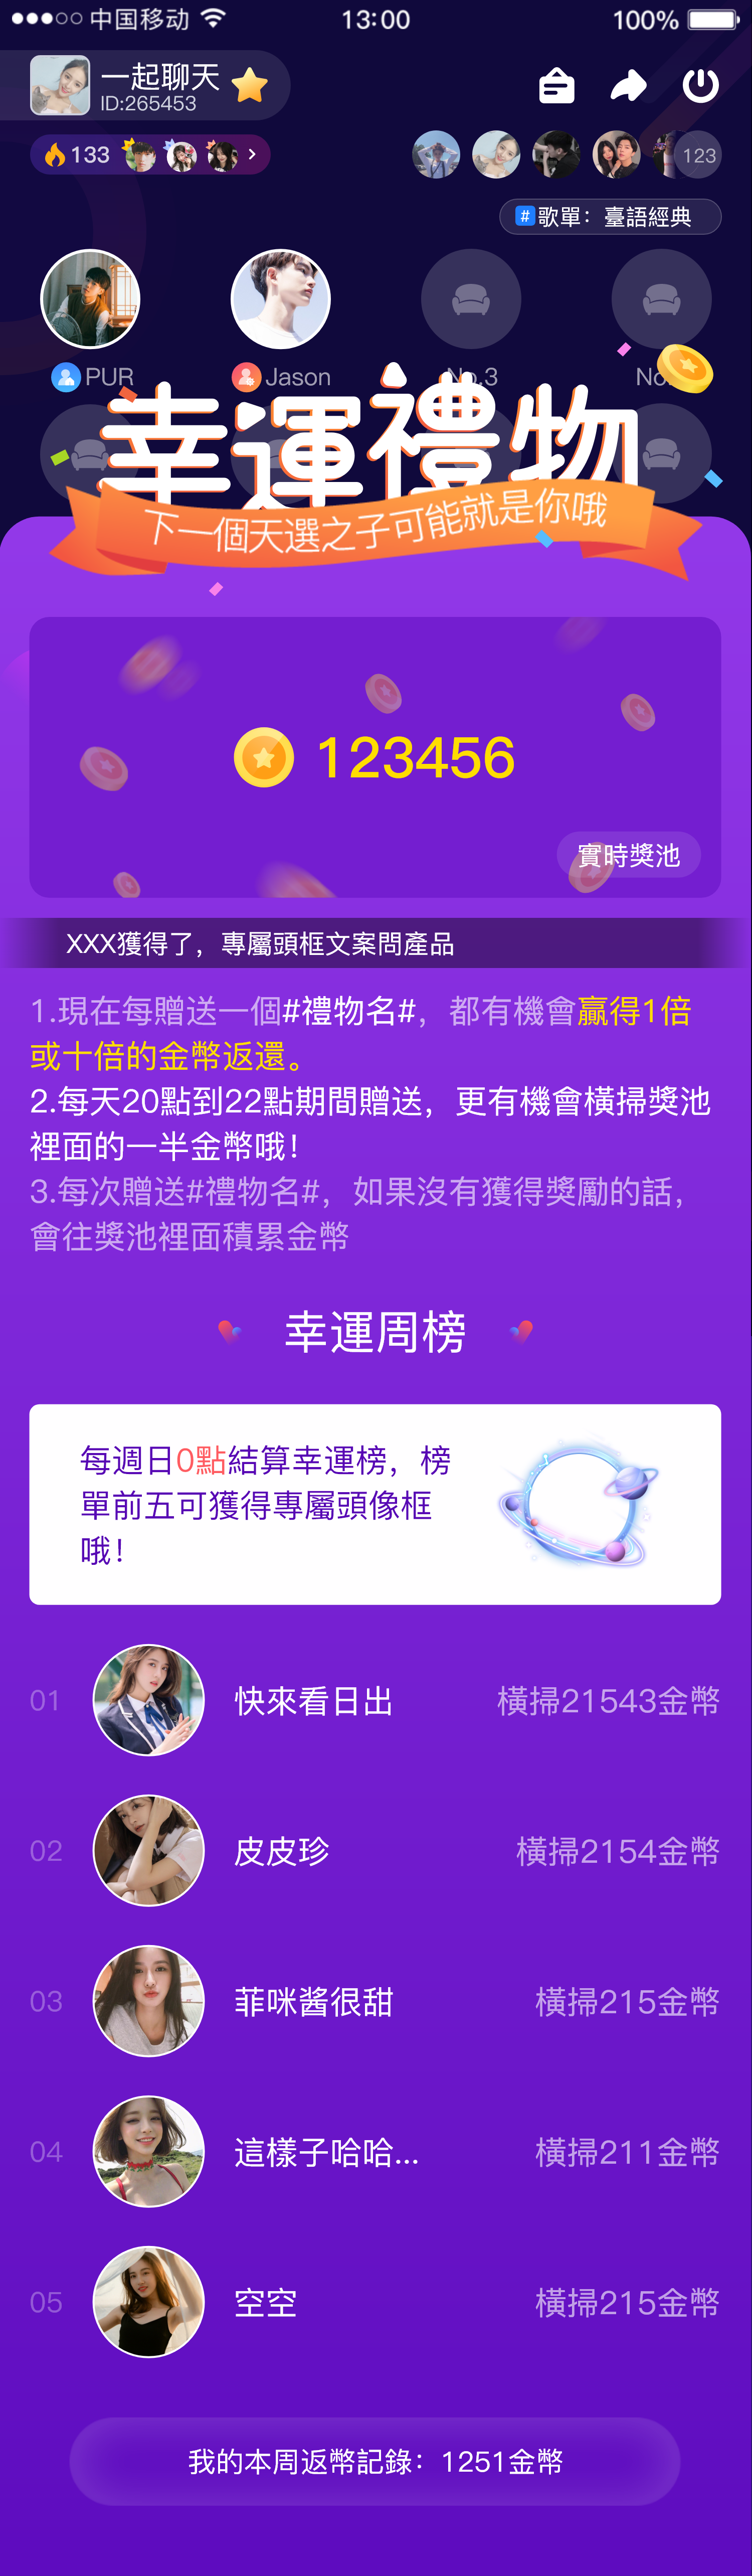 中国移动 13:00 100%
一起聊天
ID:265453
133
123
#歌單：臺語經典
PUR Jason No.3 No.
幸運禮物
下一個天選之子可能就是你哦
123456
實時獎池
XXX獲得了，專屬頭框文案問產品
1.現在每贈送一個#禮物名#，都有機會贏得1倍
或十倍的金幣返還。
2.每天20點到22點期間贈送，更有機會橫掃獎池
裡面的一半金幣哦！
3.每次贈送#禮物名#，如果沒有獲得獎勵的話，
會往獎池裡面積累金幣
幸運周榜
每週日0點結算幸運榜，榜
單前五可獲得專屬頭像框
哦！
01 快來看日出 橫掃21543金幣
02 皮皮珍 橫掃2154金幣
03 菲咪醬很甜 橫掃215金幣
04 這樣子哈哈... 橫掃211金幣
05 空空 橫掃215金幣
我的本周返幣記錄：1251金幣